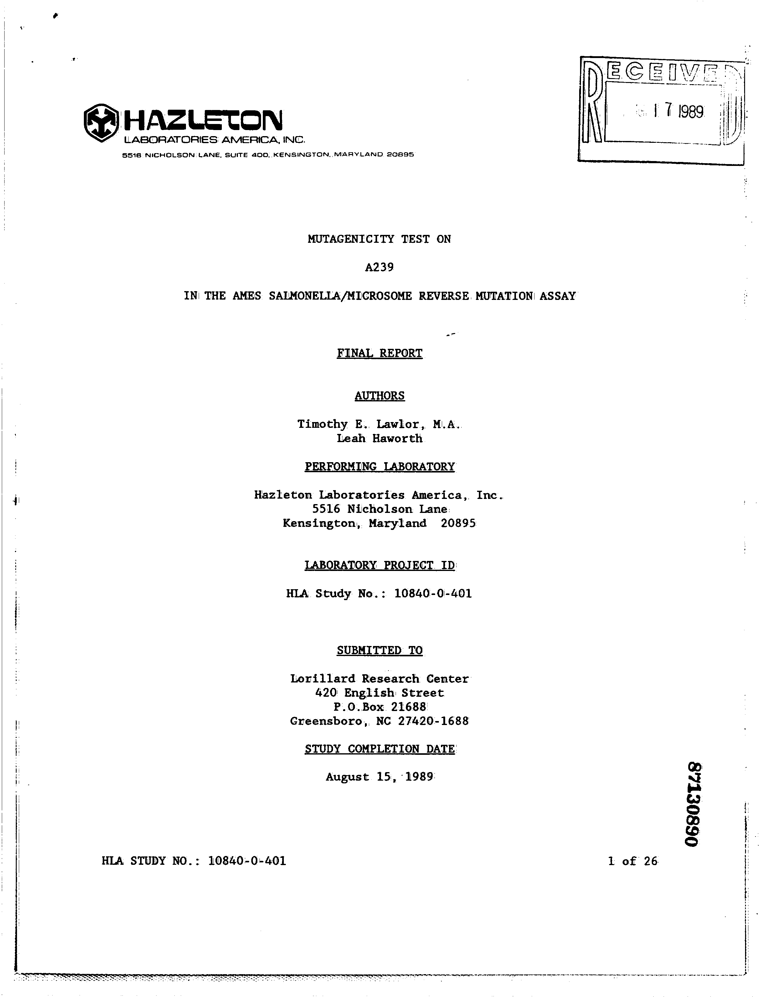 RECEIVED
17 1989
HAZLETON
LABORATORIES AMERICA, INC.
5516 NICHOLSON LANE, SUITE 400, KENSINGTON, MARYLAND 20895
MUTAGENICITY TEST ON
A239
IN THE AMES SALMONELLA/MICROSOME REVERSE MUTATION ASSAY
FINAL REPORT
AUTHORS
Timothy E. Lawlor, M.A.
Leah Haworth
PERFORMING LABORATORY
Hazleton Laboratories America, Inc.
5516 Nicholson Lane
Kensington, Maryland 20895
LABORATORY PROJECT ID
HLA Study No.: 10840-0-401
SUBMITTED TO
Lorillard Research Center
420 English Street
P.O.Box 21688
Greensboro, NC 27420-1688
STUDY COMPLETION DATE
August 15, 1989
87130890
HLA STUDY NO.: 10840-0-401
1 of 26